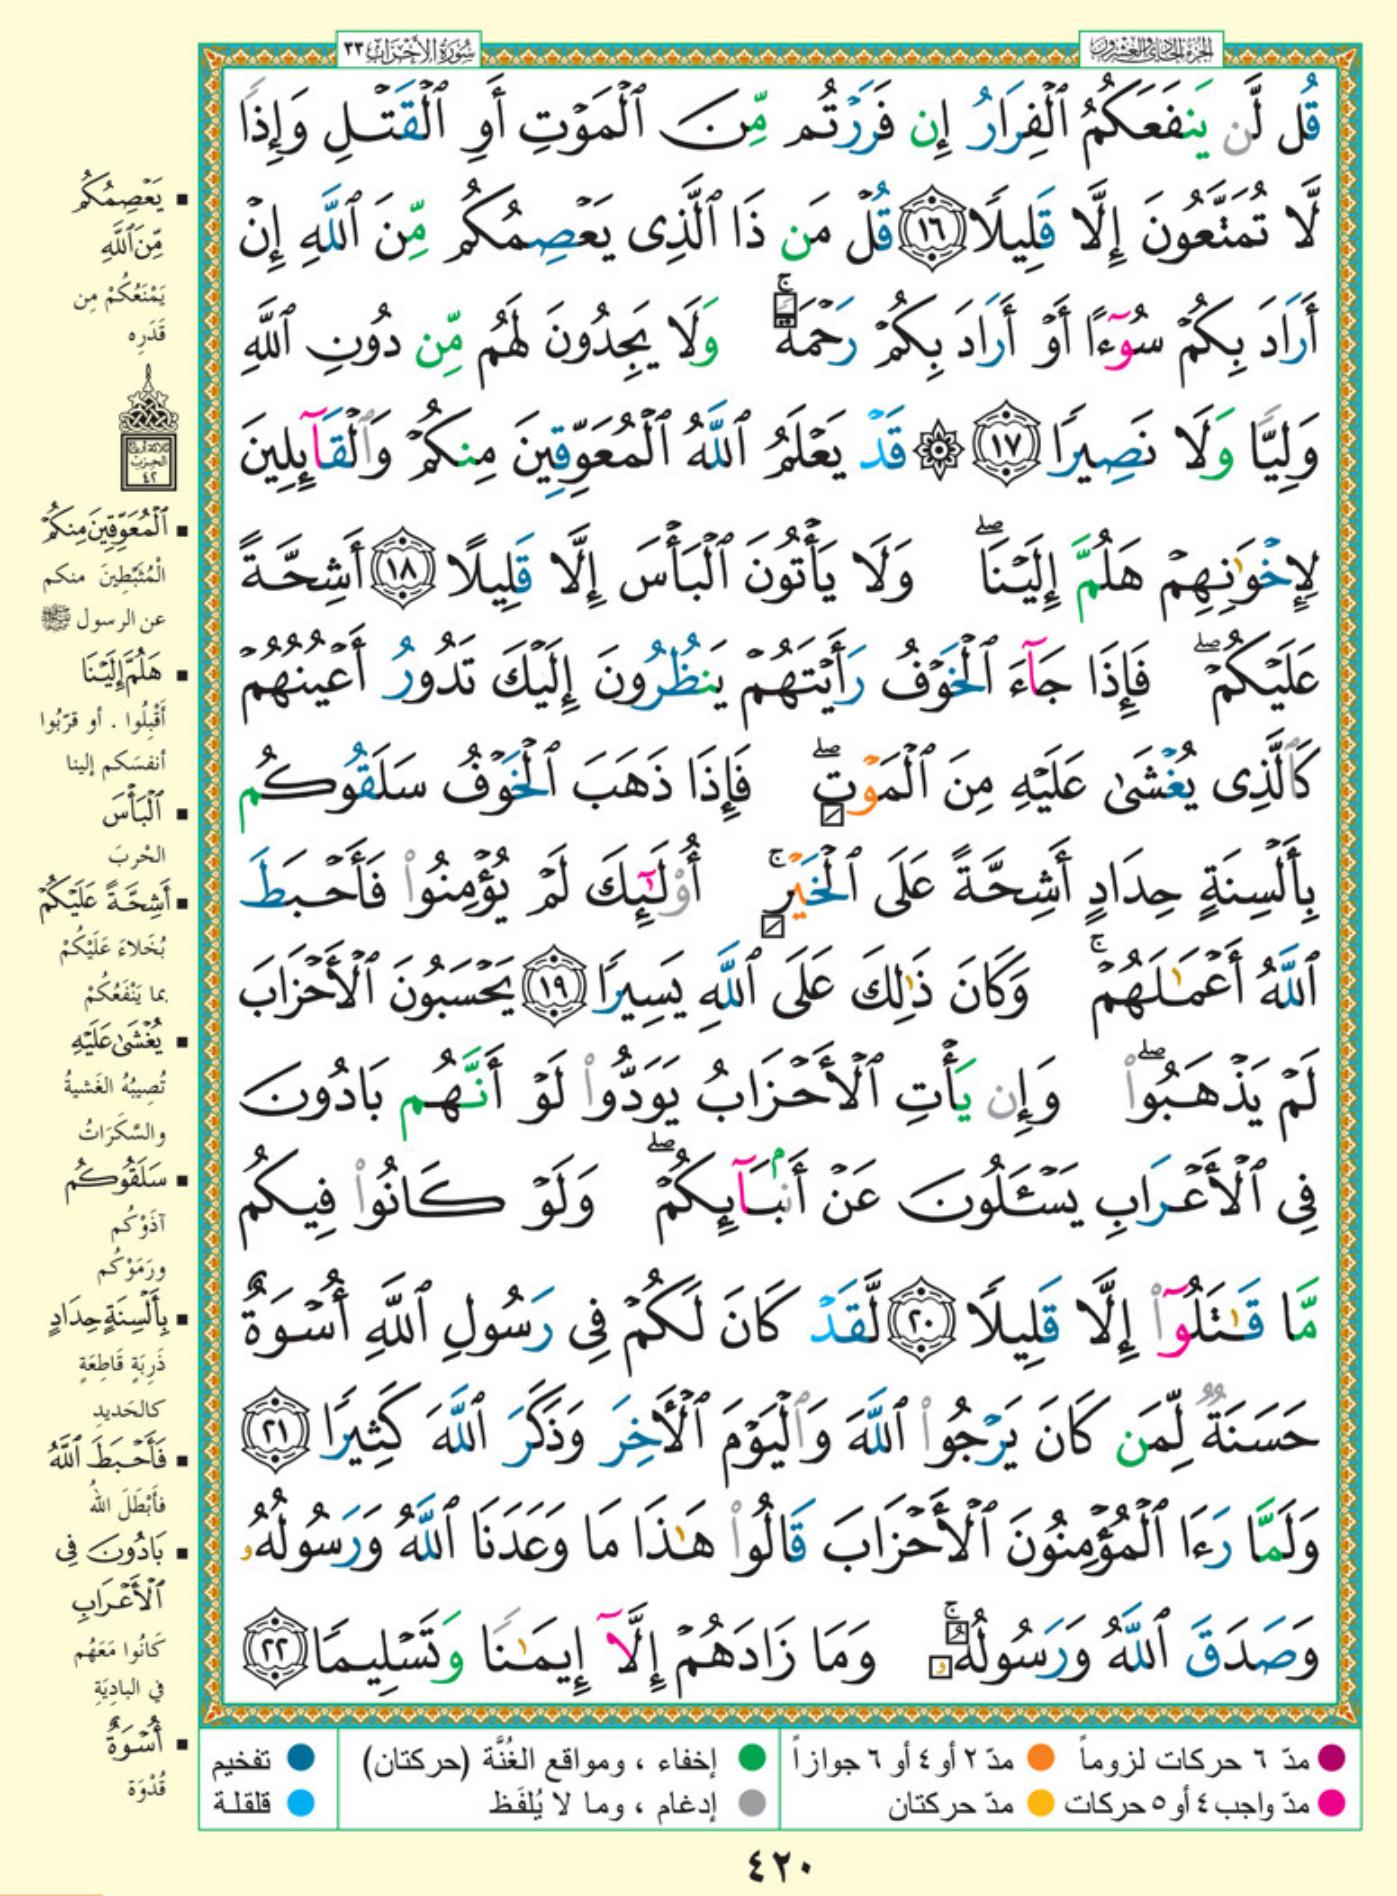 الجزء الحادي والعشرون
سُورَةُ الأَحْزَاب ٣٣
قُل لَّن يَنفَعَكُمُ ٱلْفِرَارُ إِن فَرَرْتُم مِّنَ ٱلْمَوْتِ أَوِ ٱلْقَتْلِ وَإِذًا
لَّا تُمَتَّعُونَ إِلَّا قَلِيلًا ١٦ قُلْ مَن ذَا ٱلَّذِى يَعْصِمُكُم مِّنَ ٱللَّهِ إِنْ
أَرَادَ بِكُمْ سُوٓءًا أَوْ أَرَادَ بِكُمْ رَحْمَةً ۚ وَلَا يَجِدُونَ لَهُم مِّن دُونِ ٱللَّهِ
وَلِيًّا وَلَا نَصِيرًا ١٧ ۞ قَدْ يَعْلَمُ ٱللَّهُ ٱلْمُعَوِّقِينَ مِنكُمْ وَٱلْقَآئِلِينَ
لِإِخْوَٰنِهِمْ هَلُمَّ إِلَيْنَا ۖ وَلَا يَأْتُونَ ٱلْبَأْسَ إِلَّا قَلِيلًا ١٨ أَشِحَّةً
عَلَيْكُمْ ۖ فَإِذَا جَآءَ ٱلْخَوْفُ رَأَيْتَهُمْ يَنظُرُونَ إِلَيْكَ تَدُورُ أَعْيُنُهُمْ
كَٱلَّذِى يُغْشَىٰ عَلَيْهِ مِنَ ٱلْمَوْتِ ۖ فَإِذَا ذَهَبَ ٱلْخَوْفُ سَلَقُوكُم
بِأَلْسِنَةٍ حِدَادٍ أَشِحَّةً عَلَى ٱلْخَيْرِ ۚ أُو۟لَٰٓئِكَ لَمْ يُؤْمِنُوا۟ فَأَحْبَطَ
ٱللَّهُ أَعْمَٰلَهُمْ ۚ وَكَانَ ذَٰلِكَ عَلَى ٱللَّهِ يَسِيرًا ١٩ يَحْسَبُونَ ٱلْأَحْزَابَ
لَمْ يَذْهَبُوا۟ ۖ وَإِن يَأْتِ ٱلْأَحْزَابُ يَوَدُّوا۟ لَوْ أَنَّهُم بَادُونَ
فِى ٱلْأَعْرَابِ يَسْـَٔلُونَ عَنْ أَنۢبَآئِكُمْ ۖ وَلَوْ كَانُوا۟ فِيكُم
مَّا قَٰتَلُوٓا۟ إِلَّا قَلِيلًا ٢٠ لَّقَدْ كَانَ لَكُمْ فِى رَسُولِ ٱللَّهِ أُسْوَةٌ
حَسَنَةٌ لِّمَن كَانَ يَرْجُوا۟ ٱللَّهَ وَٱلْيَوْمَ ٱلْـَٔاخِرَ وَذَكَرَ ٱللَّهَ كَثِيرًا ٢١
وَلَمَّا رَءَا ٱلْمُؤْمِنُونَ ٱلْأَحْزَابَ قَالُوا۟ هَٰذَا مَا وَعَدَنَا ٱللَّهُ وَرَسُولُهُۥ
وَصَدَقَ ٱللَّهُ وَرَسُولُهُۥ ۚ وَمَا زَادَهُمْ إِلَّآ إِيمَٰنًا وَتَسْلِيمًا ٢٢
يَعْصِمُكُم
مِّنَ ٱللَّهِ
يَمْنَعُكُمْ مِن
قَدَرِه
ثلاثة أرباع
الحزب
٤٢
ٱلْمُعَوِّقِينَ مِنكُمْ
الْمُثَبِّطِينَ منكم
عن الرسول ﷺ
هَلُمَّ إِلَيْنَا
أَقْبِلُوا . أو قرّبُوا
أنفسَكم إلينا
ٱلْبَأْسَ
الحْربَ
أَشِحَّةً عَلَيْكُمْ
بُخَلاءَ عَلَيْكُمْ
بما يَنْفَعُكُمْ
يُغْشَىٰ عَلَيْهِ
تُصِيبُهُ الغَشيةُ
والسَّكَرَاتُ
سَلَقُوكُم
آذَوْكُم
ورَمَوْكُم
بِأَلْسِنَةٍ حِدَادٍ
ذَرِبَةٍ قَاطِعَةٍ
كالحَديدِ
فَأَحْبَطَ ٱللَّهُ
فأَبْطَلَ اللهُ
بَادُونَ فِى
ٱلْأَعْرَابِ
كَانُوا مَعَهُم
في البادِيَةِ
أُسْوَةٌ
قُدْوَة
مدّ ٦ حركات لزوماً
مدّ ٢ أو ٤ أو ٦ جوازاً
إخفاء ، ومواقع الغُنَّة (حركتان)
تفخيم
مدّ واجب ٤ أو ٥ حركات
مدّ حركتان
إدغام ، وما لا يُلفَظ
قلقلة
٤٢٠